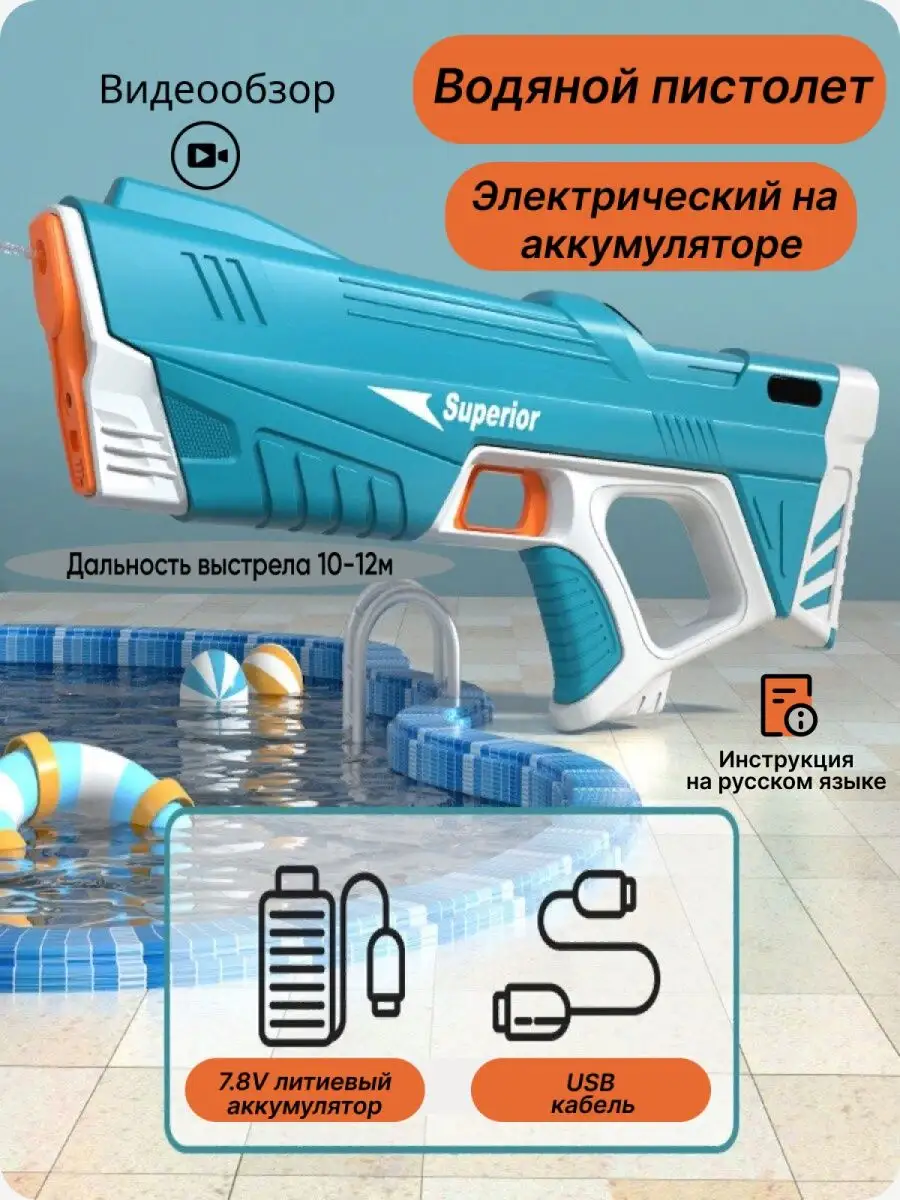 Видеообзор
Водяной пистолет
Электрический на
аккумуляторе
Superior
Дальность выстрела 10-12м
Инструкция
на русском языке
7.8V литиевый
аккумулятор
USB
кабель